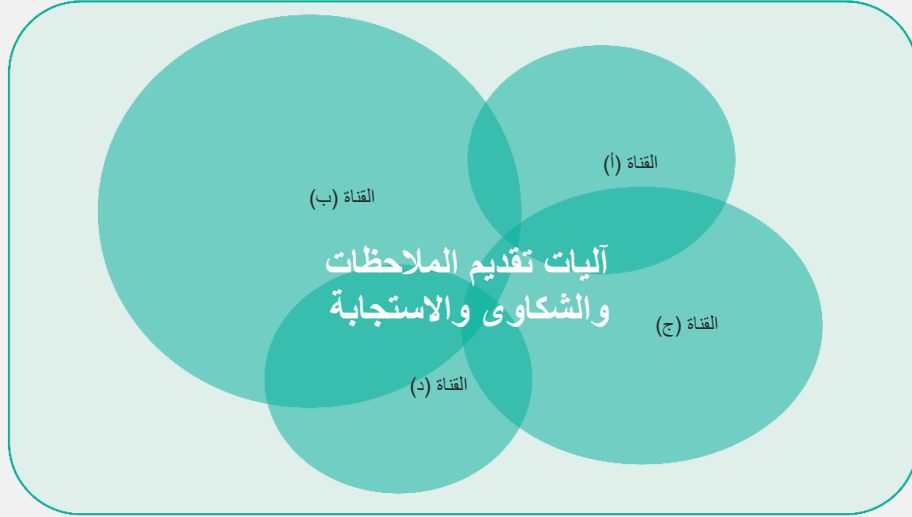 القناة (أ)
القناة (ب)
آليات تقديم الملاحظات
والشكاوى والاستجابة
القناة (ج)
القناة (د)